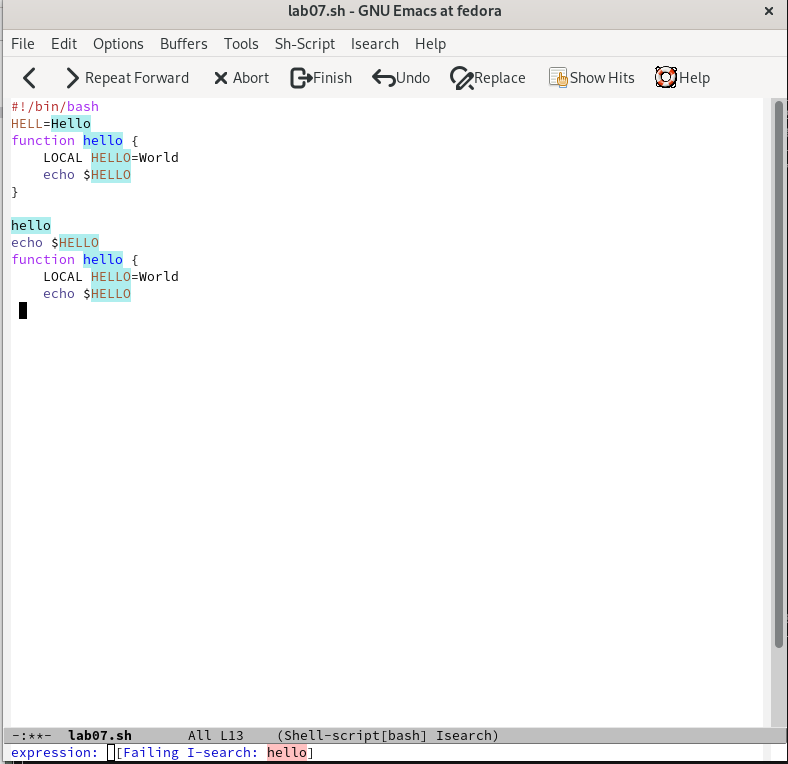 lab07.sh - GNU Emacs at fedora
File Edit Options Buffers Tools Sh-Script Isearch Help
Repeat Forward Abort Finish Undo Replace Show Hits Help
#!/bin/bash
HELL=Hello
function hello {
    LOCAL HELLO=World
    echo $HELLO
}
hello
echo $HELLO
function hello {
    LOCAL HELLO=World
    echo $HELLO
-:**-  lab07.sh       All L13    (Shell-script[bash] Isearch)
expression: [Failing I-search: hello]